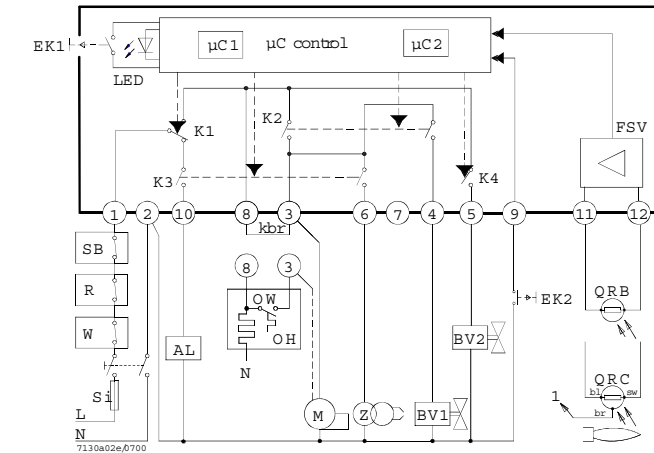 EK1
LED
µC1
µC control
µC2
K1
K2
FSV
K3
K4
1
2
10
8
3
6
7
4
5
9
11
12
kbr
SB
R
W
Si
L
N
8
3
OW
OH
N
AL
M
Z
BV1
BV2
EK2
QRB
QRC
bl
sw
br
1
7130a02e/0700